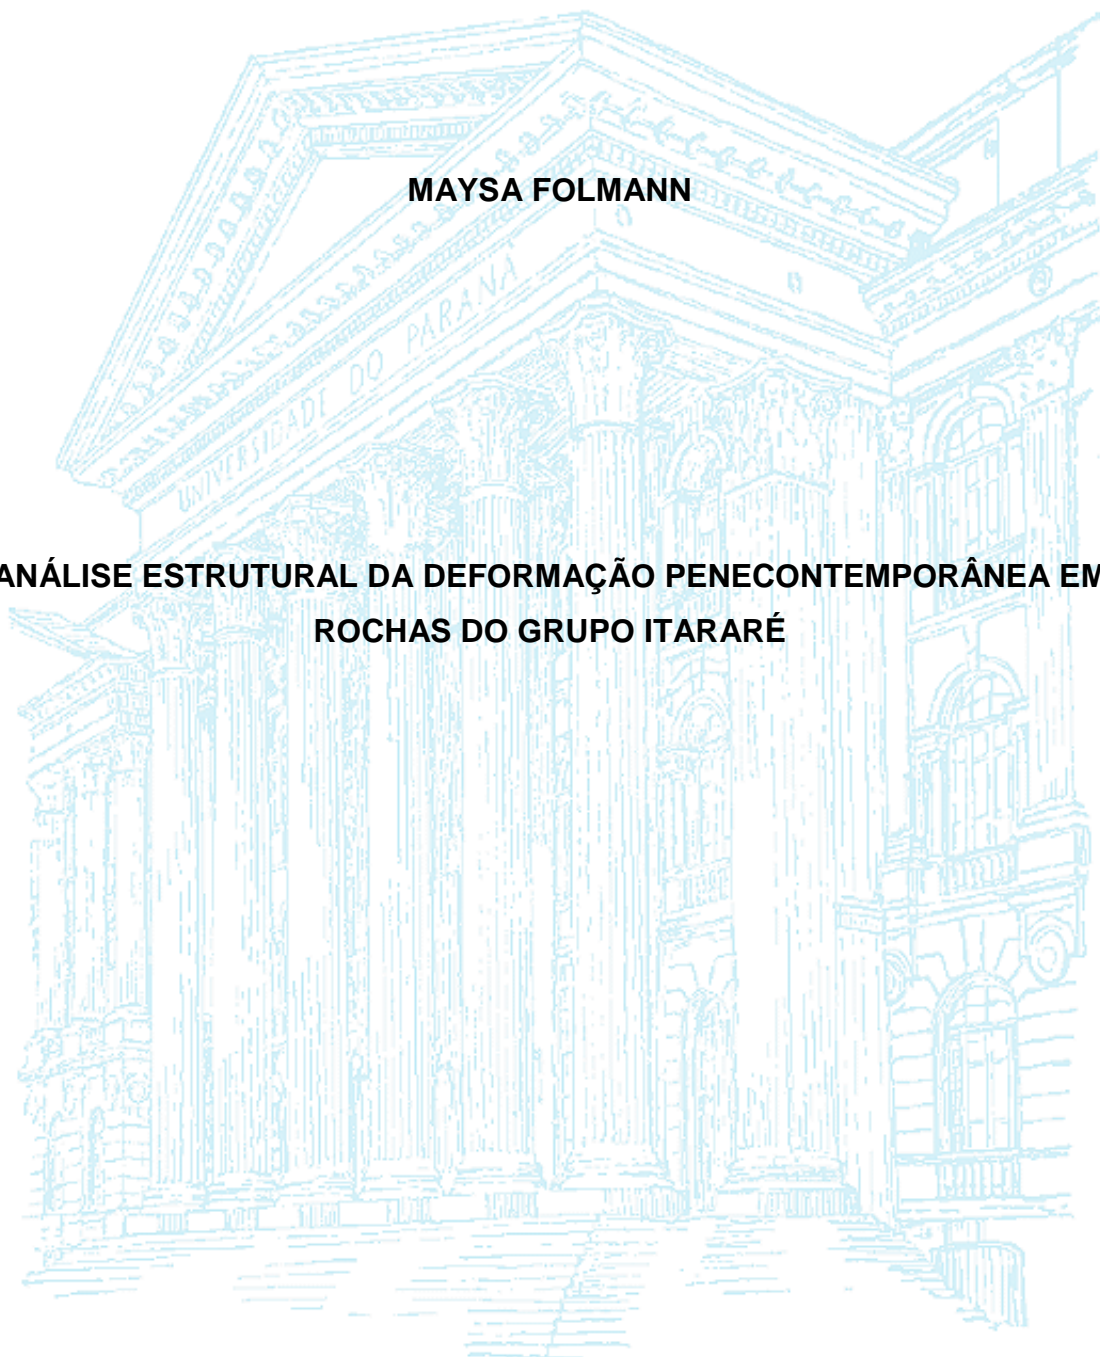 MAYSA FOLMANN
UNIVERSIDADE DO PARANÁ
ANÁLISE ESTRUTURAL DA DEFORMAÇÃO PENECONTEMPORÂNEA EM
ROCHAS DO GRUPO ITARARÉ